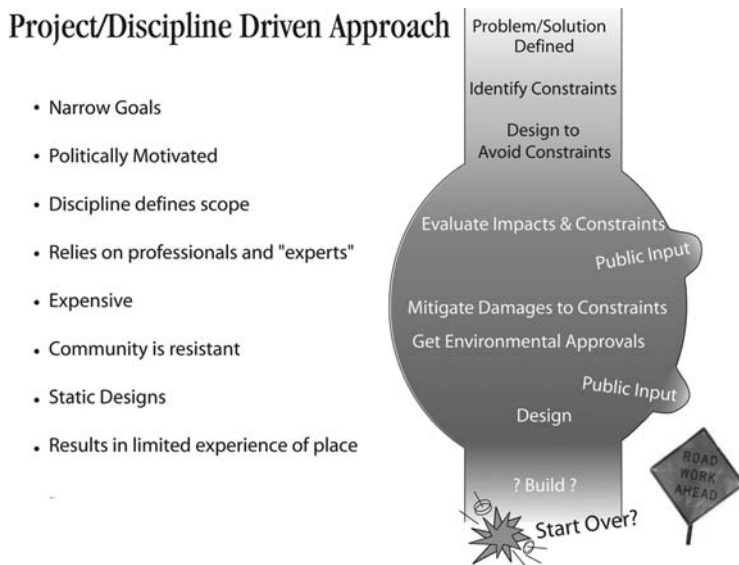 Project/Discipline Driven Approach
• Narrow Goals
• Politically Motivated
• Discipline defines scope
• Relies on professionals and "experts"
• Expensive
• Community is resistant
• Static Designs
• Results in limited experience of place
Problem/Solution
Defined
Identify Constraints
Design to
Avoid Constraints
Evaluate Impacts & Constraints
Public Input
Mitigate Damages to Constraints
Get Environmental Approvals
Public Input
Design
? Build ?
Start Over?
ROAD
WORK
AHEAD